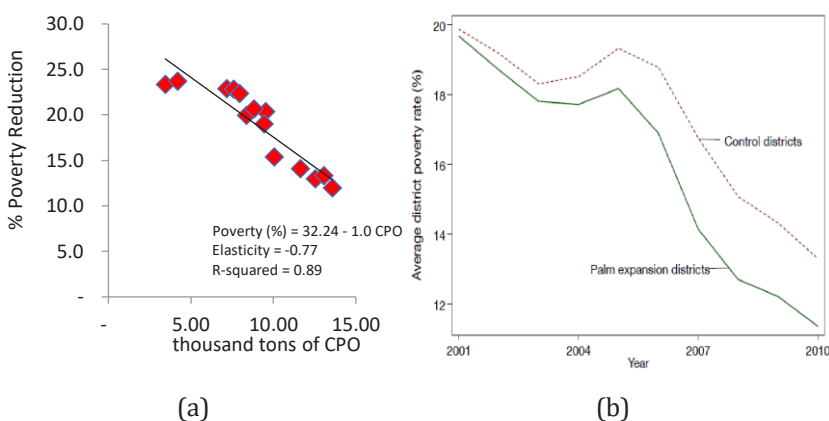 % Poverty Reduction
30.0
25.0
20.0
15.0
10.0
5.0
-
Poverty (%) = 32.24 - 1.0 CPO
Elasticity = -0.77
R-squared = 0.89
- 5.00 10.00 15.00
thousand tons of CPO
(a)
Average district poverty rate (%)
20
18
16
14
12
Control districts
Palm expansion districts
2001 2004 2007 2010
Year
(b)